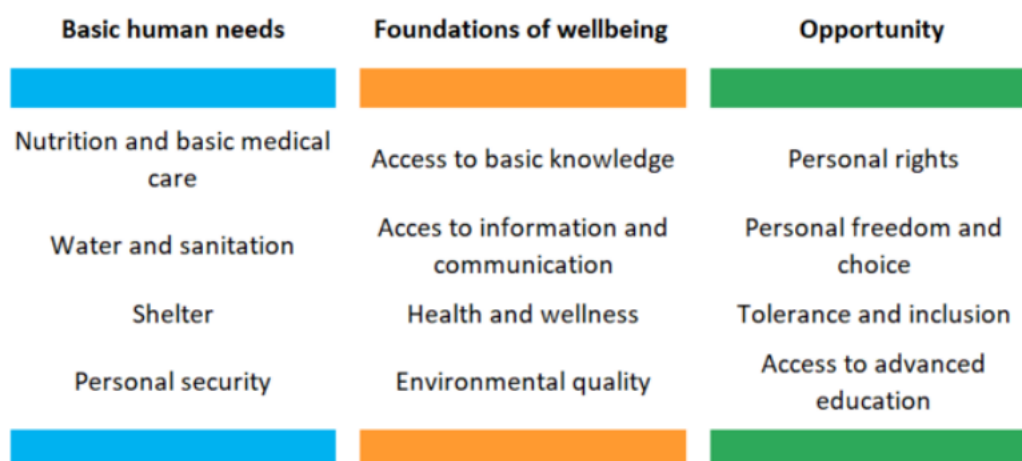 Basic human needs
Foundations of wellbeing
Opportunity
Nutrition and basic medical
care
Access to basic knowledge
Personal rights
Water and sanitation
Acces to information and
communication
Personal freedom and
choice
Shelter
Health and wellness
Tolerance and inclusion
Personal security
Environmental quality
Access to advanced
education